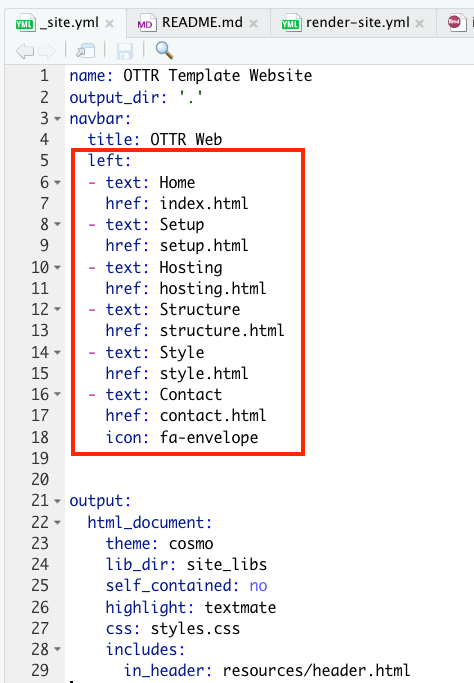 YML _site.yml ×
MD README.md ×
YML render-site.yml ×
1 name: OTTR Template Website
2 output_dir: '.'
3 navbar:
4   title: OTTR Web
5   left:
6   - text: Home
7     href: index.html
8   - text: Setup
9     href: setup.html
10   - text: Hosting
11     href: hosting.html
12   - text: Structure
13     href: structure.html
14   - text: Style
15     href: style.html
16   - text: Contact
17     href: contact.html
18     icon: fa-envelope
19
20
21 output:
22   html_document:
23     theme: cosmo
24     lib_dir: site_libs
25     self_contained: no
26     highlight: textmate
27     css: styles.css
28     includes:
29       in_header: resources/header.html